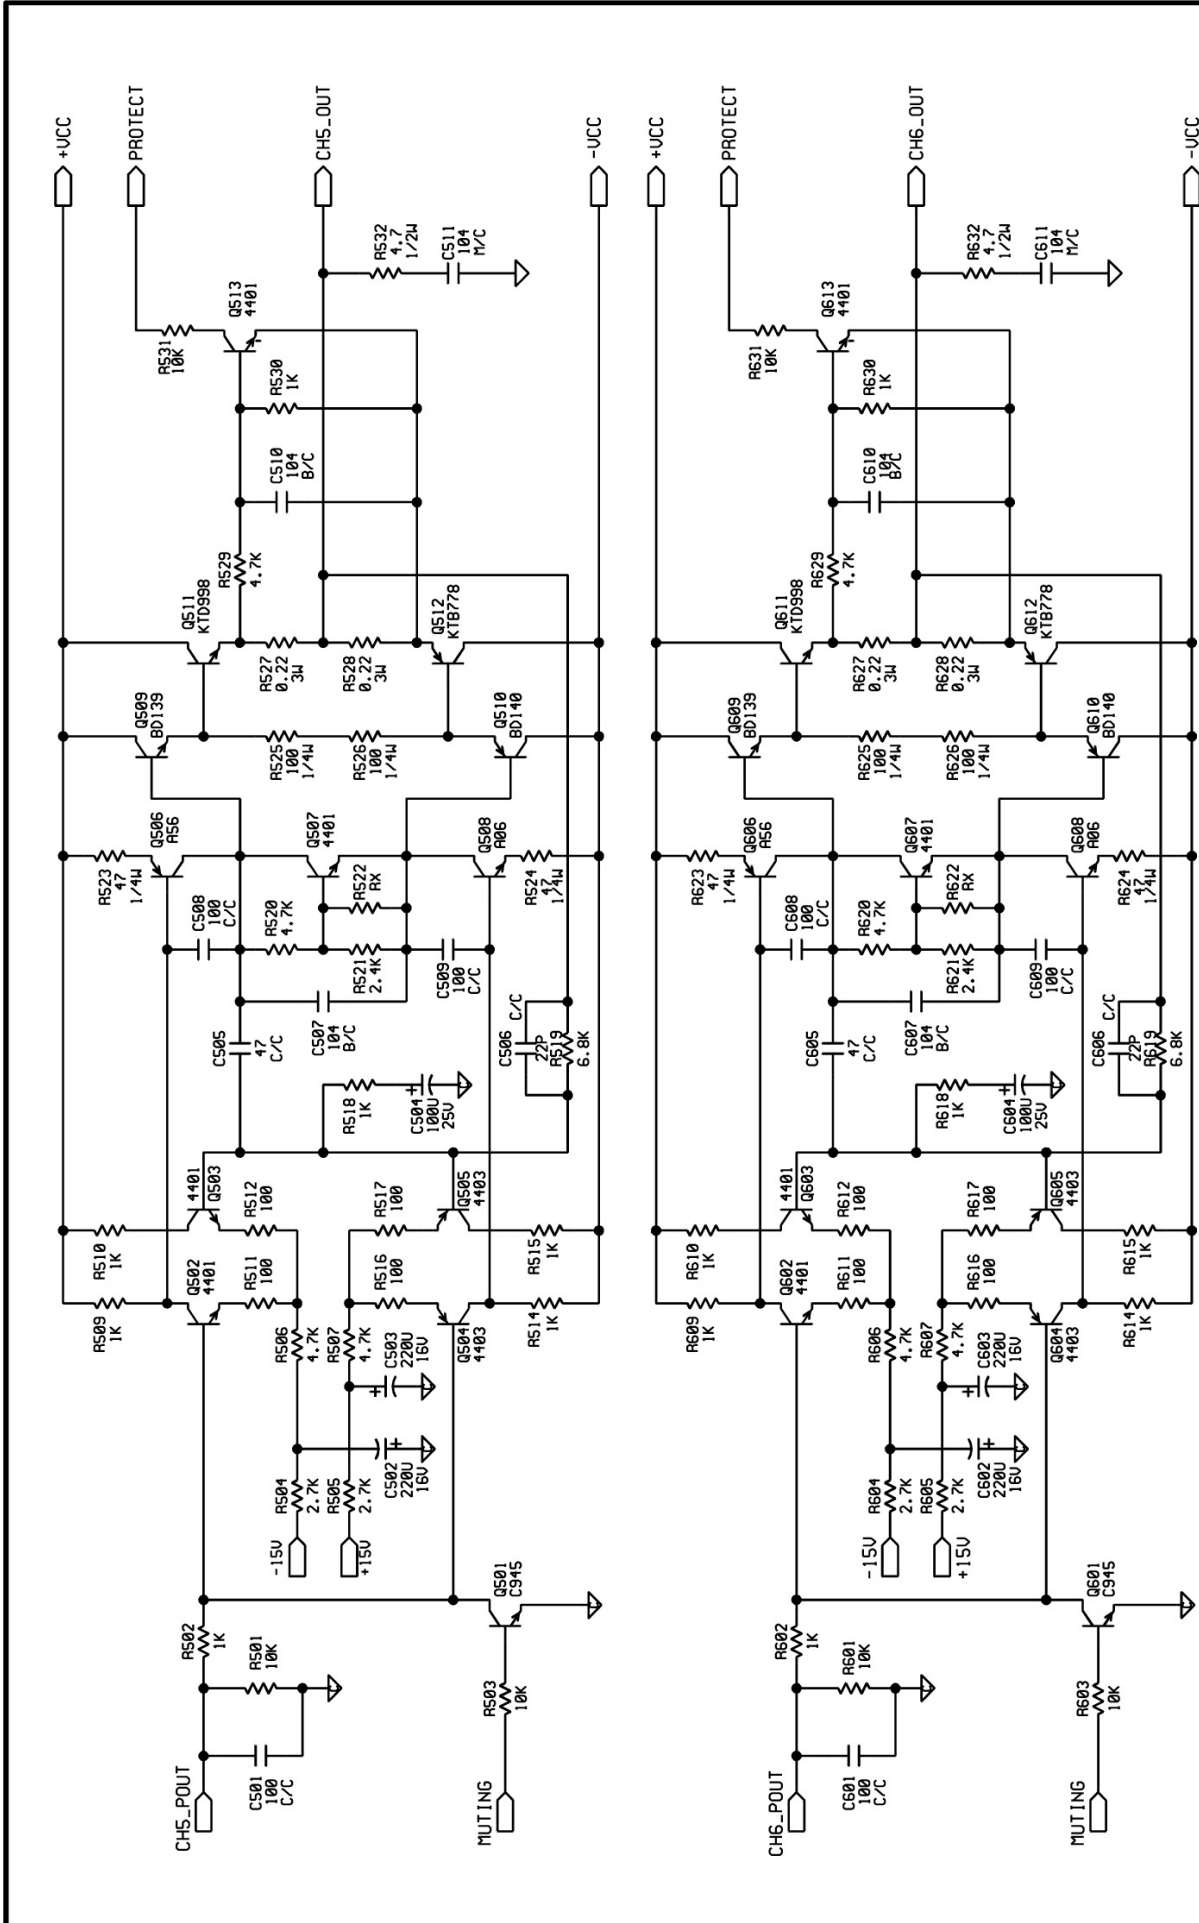 +VCC
PROTECT
CH5_OUT
-VCC
R532
4.7
1/2W
C511
104
M/C
Q513
4401
R531
10K
R530
1K
C510
104
B/C
R529
4.7K
Q511
KTD998
Q512
KTB778
R527
0.22
3W
R528
0.22
3W
Q509
BD139
Q510
BD140
R525
100
1/4W
R526
100
1/4W
Q506
A56
Q507
4401
Q508
A06
R523
47
1/4W
R522
RX
R524
47
1/4W
C508
100
C/C
R520
4.7K
R521
2.4K
C509
100
C/C
C505
47
C/C
C507
104
B/C
C506
22P
C/C
R519
6.8K
R518
1K
C504
100U
25V
+
4401
Q503
R512
100
R517
100
Q505
4403
R510
1K
R515
1K
Q502
4401
R511
100
R516
100
R509
1K
R514
1K
R506
4.7K
R507
4.7K
Q504
4403
C503
220U
16V
+
R504
2.7K
R505
2.7K
C502
220U
16V
+
-15V
+15V
Q501
C945
R502
1K
R501
10K
R503
10K
C501
100
C/C
CH5_POUT
MUTING
+VCC
PROTECT
CH6_OUT
-VCC
R632
4.7
1/2W
C611
104
M/C
Q613
4401
R631
10K
R630
1K
C610
104
B/C
R629
4.7K
Q611
KTD998
Q612
KTB778
R627
0.22
3W
R628
0.22
3W
Q609
BD139
Q610
BD140
R625
100
1/4W
R626
100
1/4W
Q606
A56
Q607
4401
Q608
A06
R623
47
1/4W
R622
RX
R624
47
1/4W
C608
100
C/C
R620
4.7K
R621
2.4K
C609
100
C/C
C605
47
C/C
C607
104
B/C
C606
22P
C/C
R619
6.8K
R618
1K
C604
100U
25V
+
4401
Q603
R612
100
R617
100
Q605
4403
R610
1K
R615
1K
Q602
4401
R611
100
R616
100
R609
1K
R614
1K
R606
4.7K
R607
4.7K
Q604
4403
C603
220U
16V
+
R604
2.7K
R605
2.7K
C602
220U
16V
+
-15V
+15V
Q601
C945
R602
1K
R601
10K
R603
10K
C601
100
C/C
CH6_POUT
MUTING